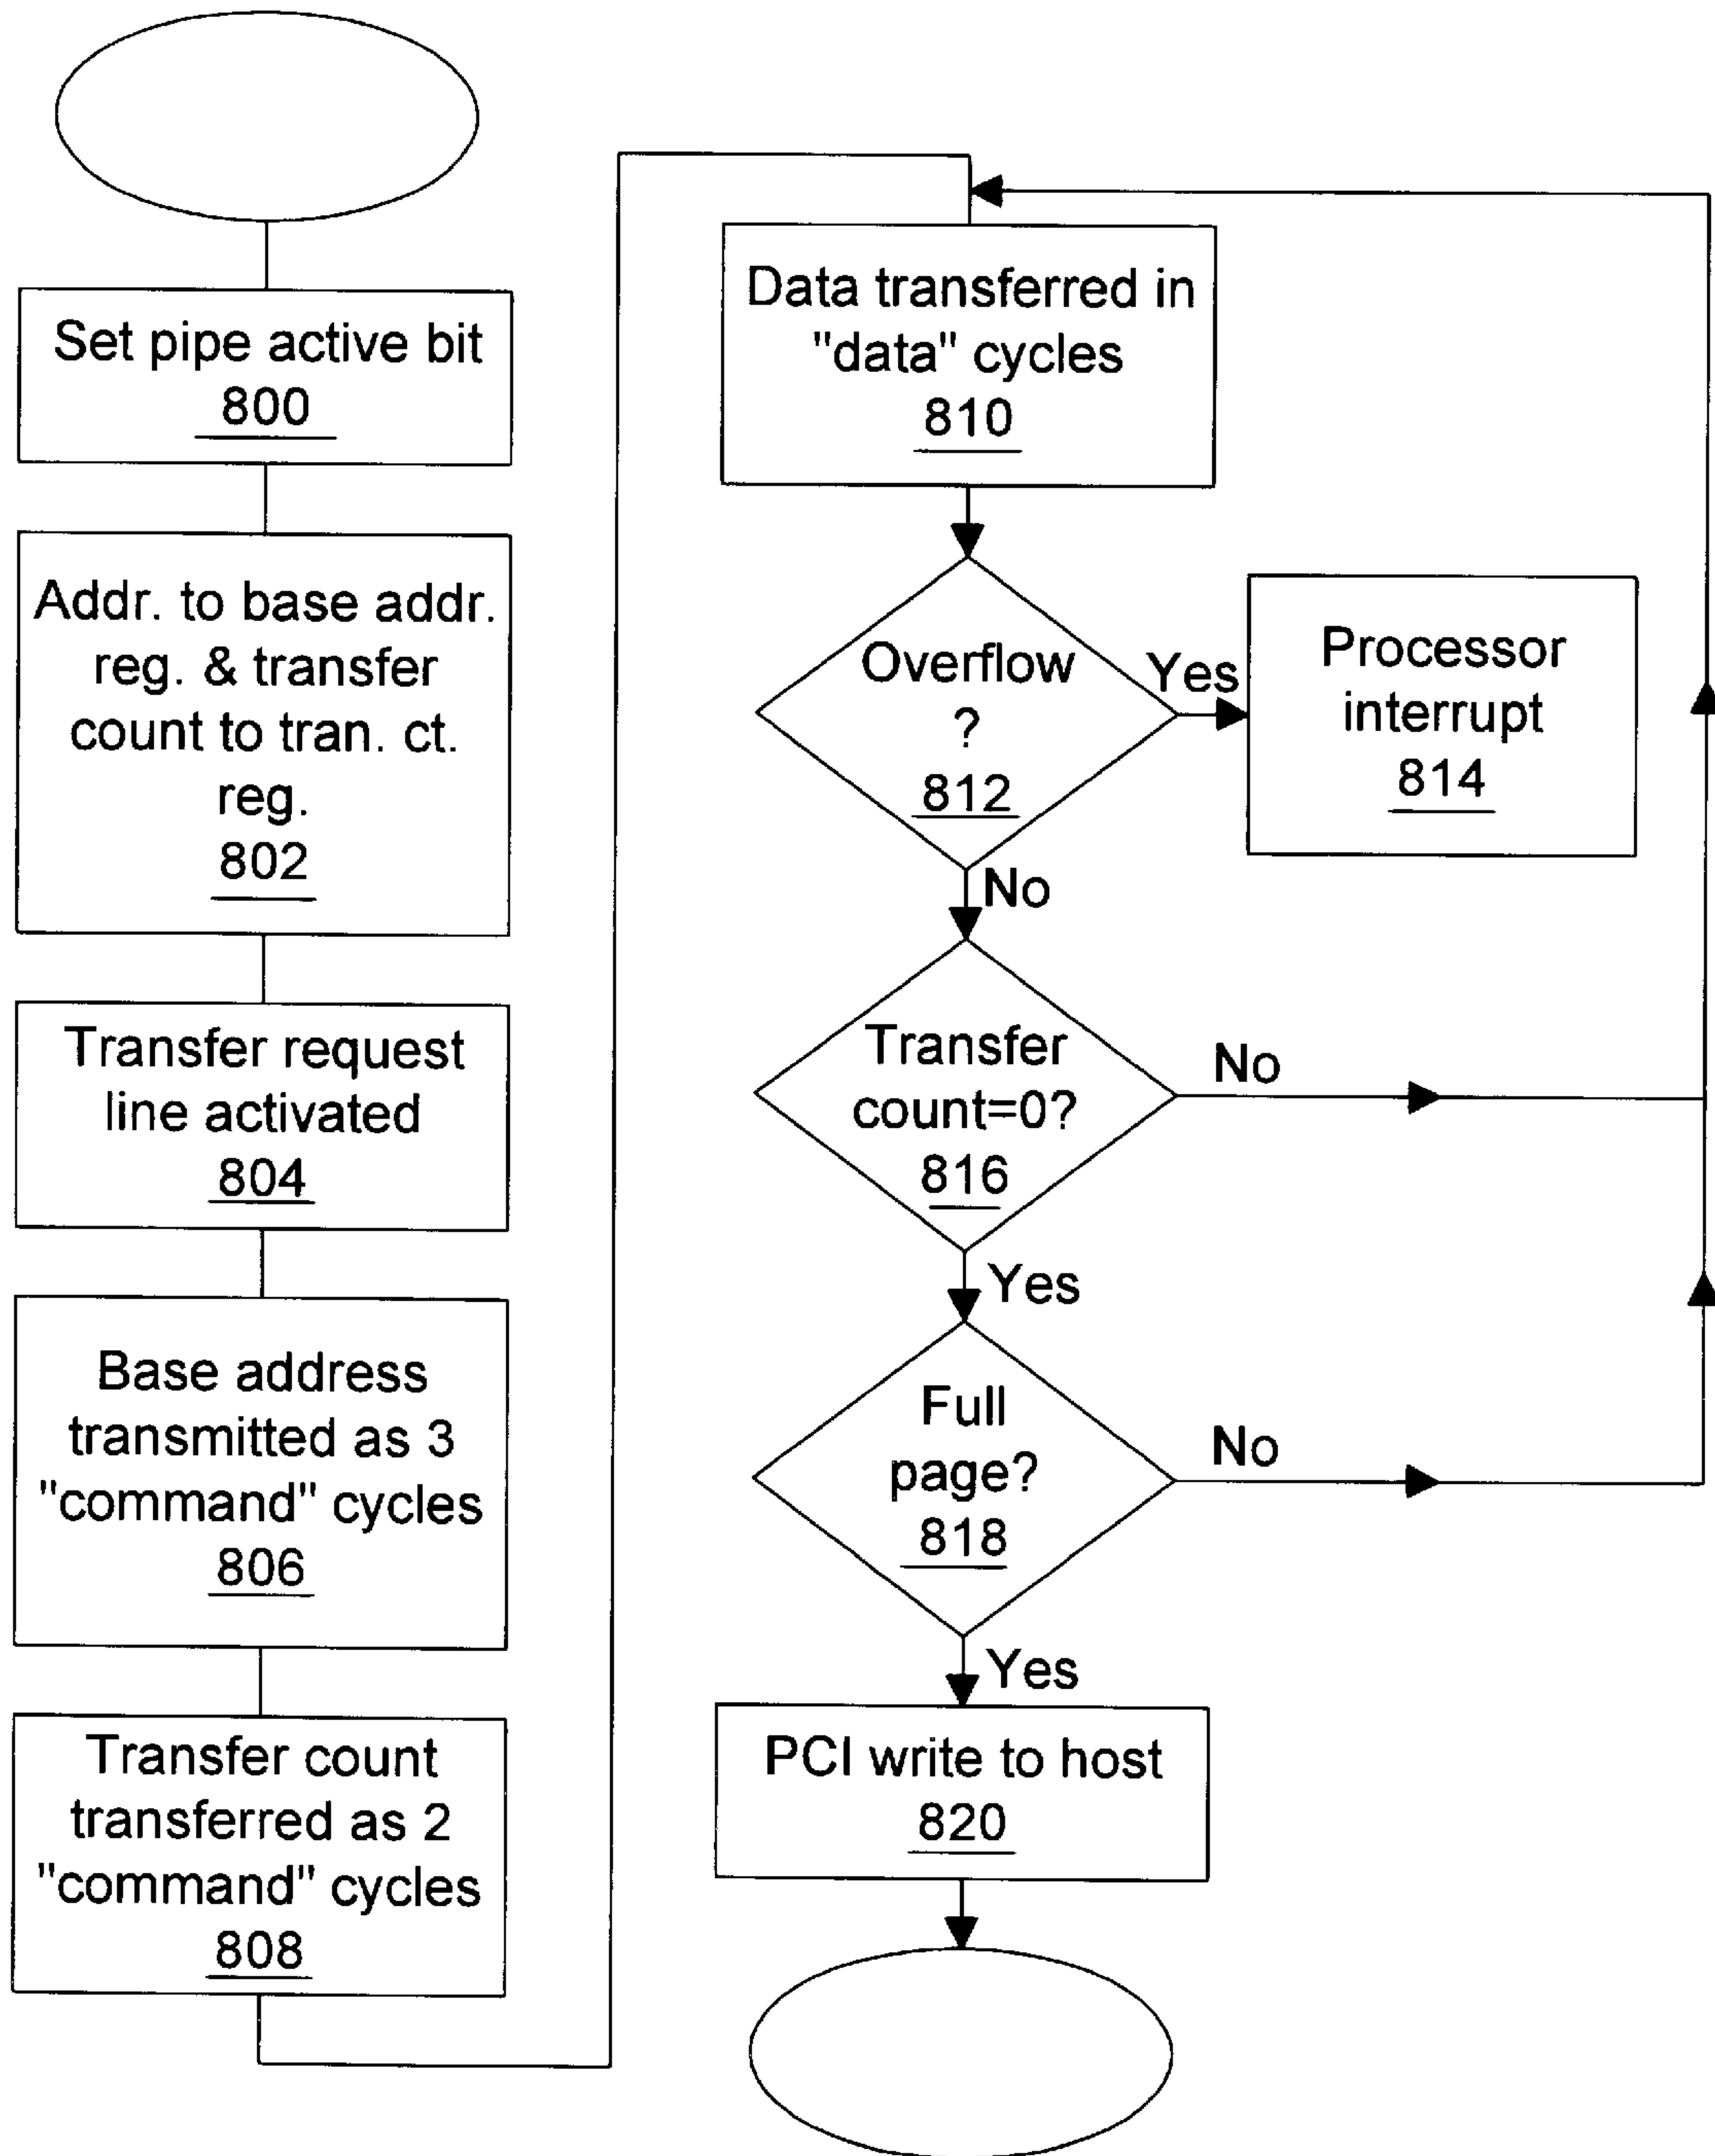 Set pipe active bit
800
Addr. to base addr.
reg. & transfer
count to tran. ct.
reg.
802
Transfer request
line activated
804
Base address
transmitted as 3
"command" cycles
806
Transfer count
transferred as 2
"command" cycles
808
Data transferred in
"data" cycles
810
Overflow
?
812
Yes
Processor
interrupt
814
No
Transfer
count=0?
816
No
Yes
Full
page?
818
No
Yes
PCI write to host
820